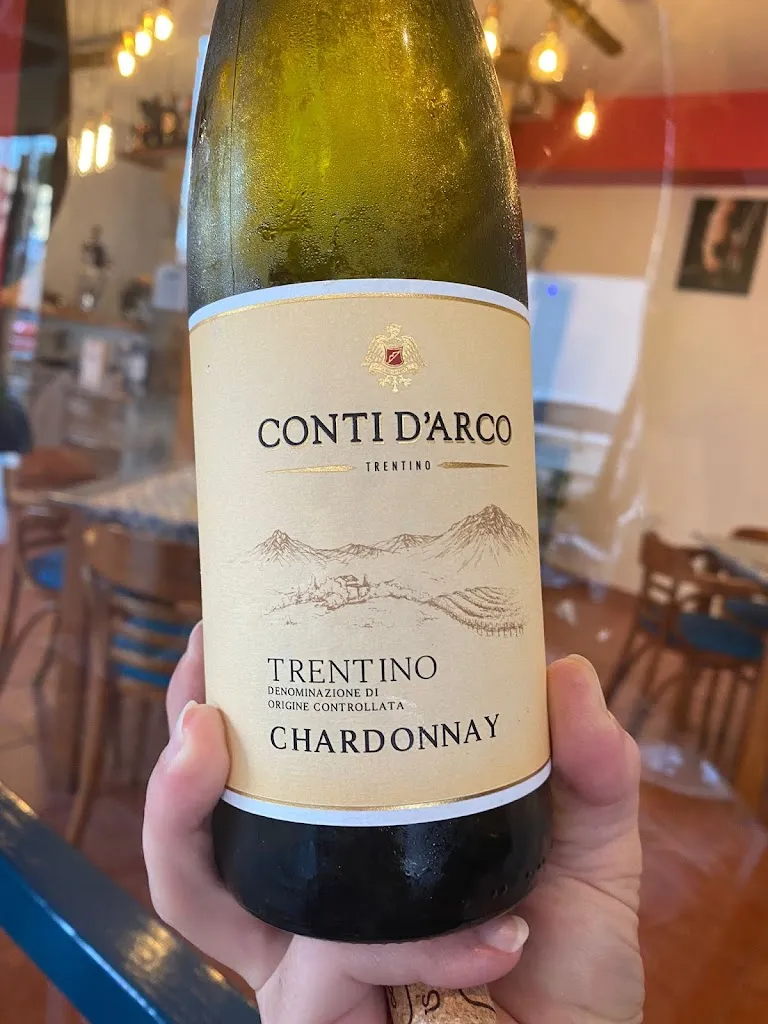 CONTI D'ARCO
TRENTINO
TRENTINO
DENOMINAZIONE DI
ORIGINE CONTROLLATA
CHARDONNAY